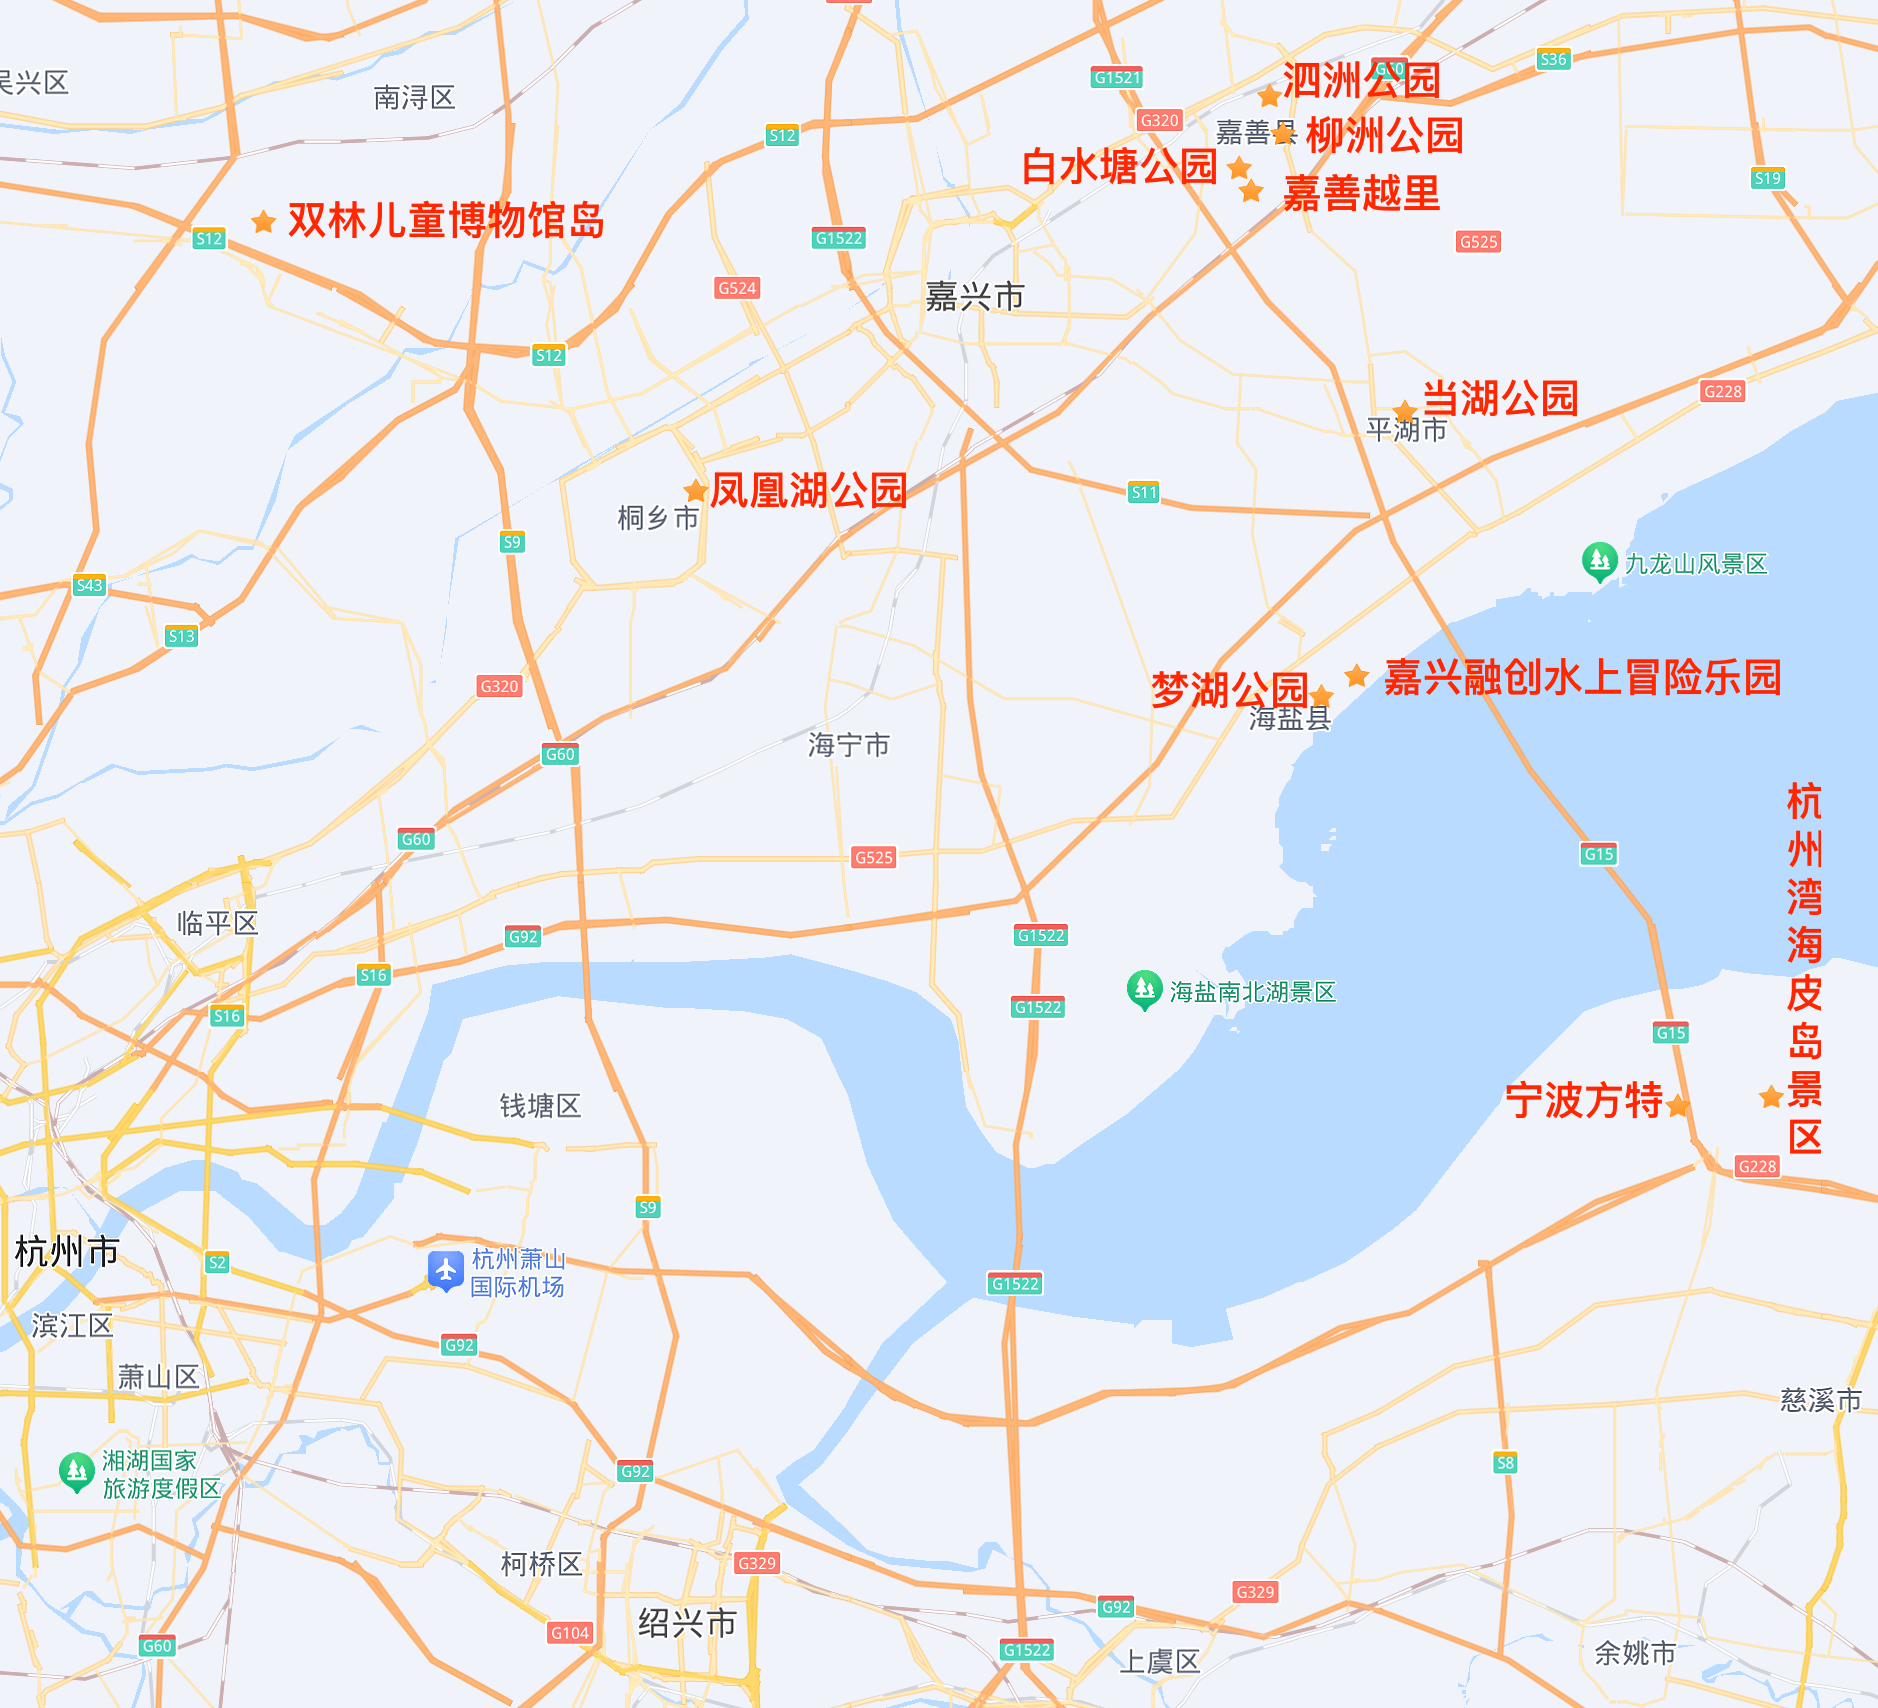 吴兴区
南浔区
G1521
G60
泗洲公园
S36
S12
G320
嘉善县
柳洲公园
白水塘公园
嘉善越里
S19
双林儿童博物馆岛
S12
G1522
G525
G524
嘉兴市
S12
当湖公园
G228
平湖市
凤凰湖公园
桐乡市
S11
S9
九龙山风景区
S43
S13
G320
梦湖公园
嘉兴融创水上冒险乐园
海盐县
海宁市
G60
杭州湾海皮岛景区
G60
G525
G15
临平区
G92
G1522
S16
海盐南北湖景区
G1522
S16
G15
钱塘区
宁波方特
G228
S9
杭州市
S2
杭州萧山
国际机场
G1522
滨江区
G92
萧山区
慈溪市
湘湖国家
旅游度假区
G92
S8
柯桥区
G329
G329
G92
绍兴市
G104
G60
G1522
上虞区
余姚市